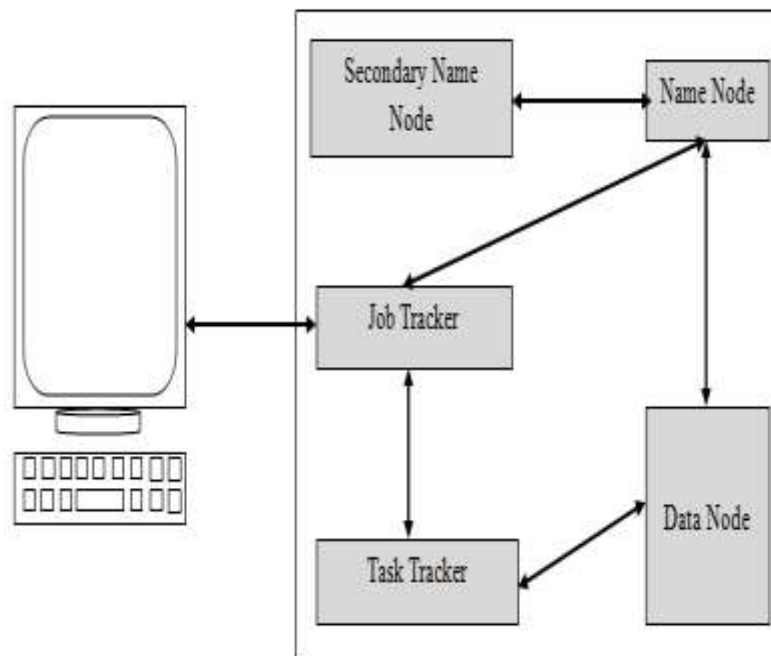 Secondary Name
Node
Name Node
Job Tracker
Task Tracker
Data Node